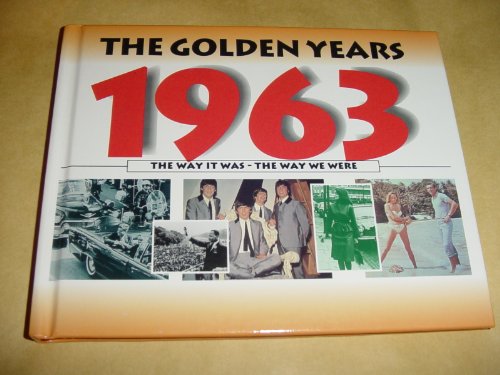 THE GOLDEN YEARS
1963
THE WAY IT WAS - THE WAY WE WERE